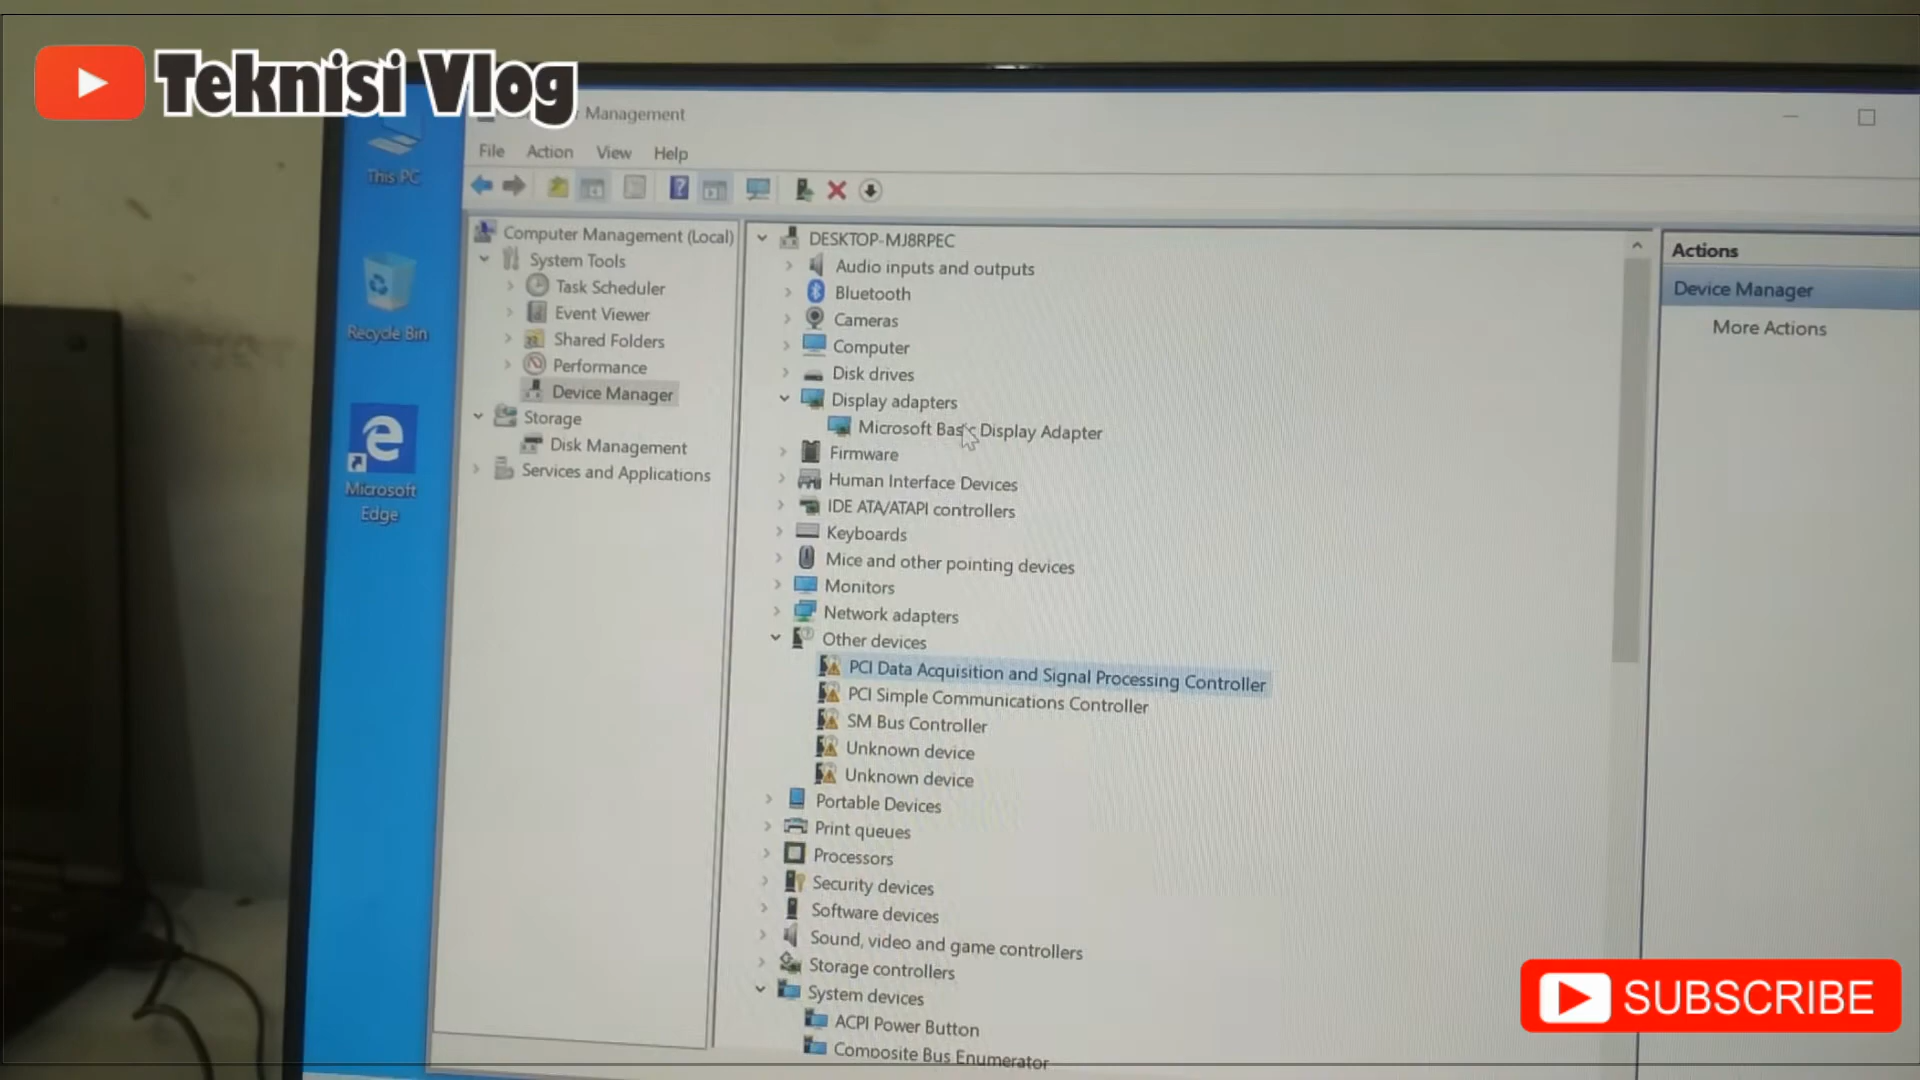 Teknisi Vlog
Management
File Action View Help
This PC
Recycle Bin
Microsoft
Edge
Computer Management (Local)
System Tools
Task Scheduler
Event Viewer
Shared Folders
Performance
Device Manager
Storage
Disk Management
Services and Applications
DESKTOP-MJ8RPEC
Audio inputs and outputs
Bluetooth
Cameras
Computer
Disk drives
Display adapters
Microsoft Basic Display Adapter
Firmware
Human Interface Devices
IDE ATA/ATAPI controllers
Keyboards
Mice and other pointing devices
Monitors
Network adapters
Other devices
PCI Data Acquisition and Signal Processing Controller
PCI Simple Communications Controller
SM Bus Controller
Unknown device
Unknown device
Portable Devices
Print queues
Processors
Security devices
Software devices
Sound, video and game controllers
Storage controllers
System devices
ACPI Power Button
Composite Bus Enumerator
Actions
Device Manager
More Actions
SUBSCRIBE